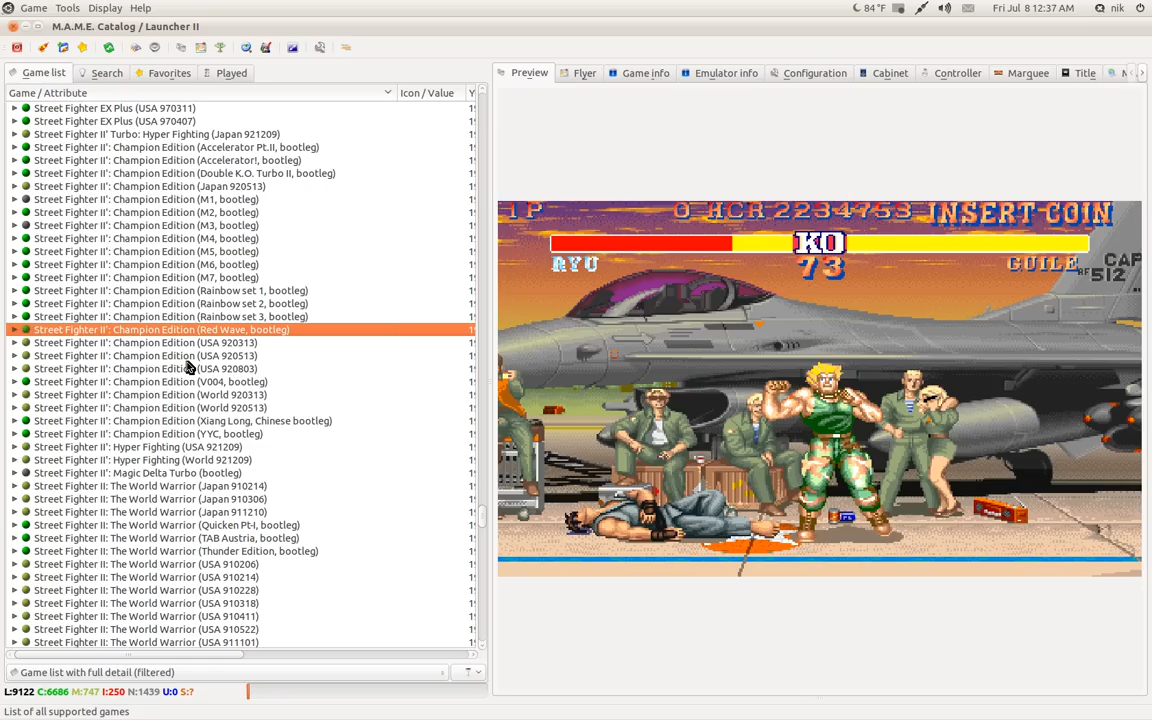 Game Tools Display Help
84 °F
Fri Jul 8 12:37 AM
nik
M.A.M.E. Catalog / Launcher II
Game list Search Favorites Played
Game / Attribute Icon / Value Y
Street Fighter EX Plus (USA 970311)
Street Fighter EX Plus (USA 970407)
Street Fighter II' Turbo: Hyper Fighting (Japan 921209)
Street Fighter II': Champion Edition (Accelerator Pt.II, bootleg)
Street Fighter II': Champion Edition (Accelerator!, bootleg)
Street Fighter II': Champion Edition (Double K.O. Turbo II, bootleg)
Street Fighter II': Champion Edition (Japan 920513)
Street Fighter II': Champion Edition (M1, bootleg)
Street Fighter II': Champion Edition (M2, bootleg)
Street Fighter II': Champion Edition (M3, bootleg)
Street Fighter II': Champion Edition (M4, bootleg)
Street Fighter II': Champion Edition (M5, bootleg)
Street Fighter II': Champion Edition (M6, bootleg)
Street Fighter II': Champion Edition (M7, bootleg)
Street Fighter II': Champion Edition (Rainbow set 1, bootleg)
Street Fighter II': Champion Edition (Rainbow set 2, bootleg)
Street Fighter II': Champion Edition (Rainbow set 3, bootleg)
Street Fighter II': Champion Edition (Red Wave, bootleg)
Street Fighter II': Champion Edition (USA 920313)
Street Fighter II': Champion Edition (USA 920513)
Street Fighter II': Champion Edition (USA 920803)
Street Fighter II': Champion Edition (V004, bootleg)
Street Fighter II': Champion Edition (World 920313)
Street Fighter II': Champion Edition (World 920513)
Street Fighter II': Champion Edition (Xiang Long, Chinese bootleg)
Street Fighter II': Champion Edition (YYC, bootleg)
Street Fighter II': Hyper Fighting (USA 921209)
Street Fighter II': Hyper Fighting (World 921209)
Street Fighter II': Magic Delta Turbo (bootleg)
Street Fighter II: The World Warrior (Japan 910214)
Street Fighter II: The World Warrior (Japan 910306)
Street Fighter II: The World Warrior (Japan 911210)
Street Fighter II: The World Warrior (Quicken Pt-I, bootleg)
Street Fighter II: The World Warrior (TAB Austria, bootleg)
Street Fighter II: The World Warrior (Thunder Edition, bootleg)
Street Fighter II: The World Warrior (USA 910206)
Street Fighter II: The World Warrior (USA 910214)
Street Fighter II: The World Warrior (USA 910228)
Street Fighter II: The World Warrior (USA 910318)
Street Fighter II: The World Warrior (USA 910411)
Street Fighter II: The World Warrior (USA 910522)
Street Fighter II: The World Warrior (USA 911101)
Game list with full detail (filtered)
L:9122 C:6686 M:747 I:250 N:1439 U:0 S:?
List of all supported games
Preview Flyer Game info Emulator info Configuration Cabinet Controller Marquee Title
1P 0 HCR 2234753 INSERT COIN
KO
RYU 73 GUILE
CAP
AF 512